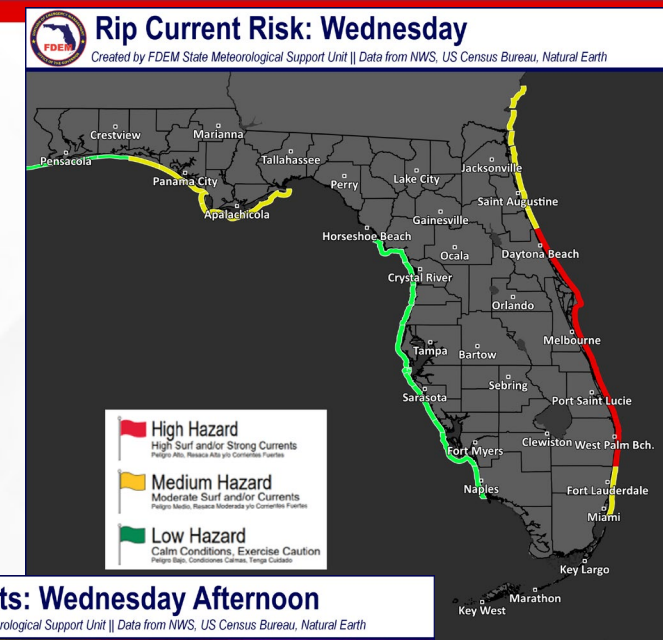 FDEM
Rip Current Risk: Wednesday
Created by FDEM State Meteorological Support Unit || Data from NWS, US Census Bureau, Natural Earth
Crestview
Marianna
Pensacola
Tallahassee
Jacksonville
Panama City
Perry
Lake City
Apalachicola
Saint Augustine
Gainesville
Horseshoe Beach
Ocala
Daytona Beach
Crystal River
Orlando
Melbourne
Tampa
Bartow
Sebring
Sarasota
Port Saint Lucie
Clewiston
West Palm Bch.
Fort Myers
Naples
Fort Lauderdale
Miami
Key Largo
Marathon
Key West
High Hazard
High Surf and/or Strong Currents
Peligro Alto, Resaca Alta y/o Corrientes Fuertes
Medium Hazard
Moderate Surf and/or Currents
Peligro Medio, Resaca Moderada y/o Corrientes Fuertes
Low Hazard
Calm Conditions, Exercise Caution
Peligro Bajo, Condiciones Calmas, Tenga Cuidado
ts: Wednesday Afternoon
rological Support Unit || Data from NWS, US Census Bureau, Natural Earth